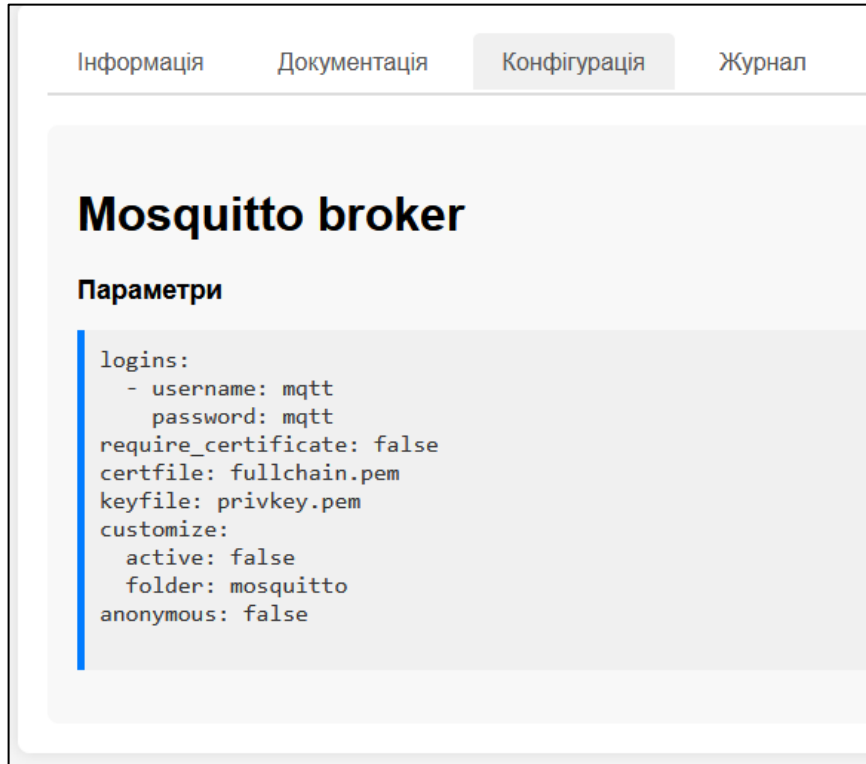 Інформація Документація Конфігурація Журнал
Mosquitto broker
Параметри
logins:
  - username: mqtt
    password: mqtt
require_certificate: false
certfile: fullchain.pem
keyfile: privkey.pem
customize:
  active: false
  folder: mosquitto
anonymous: false